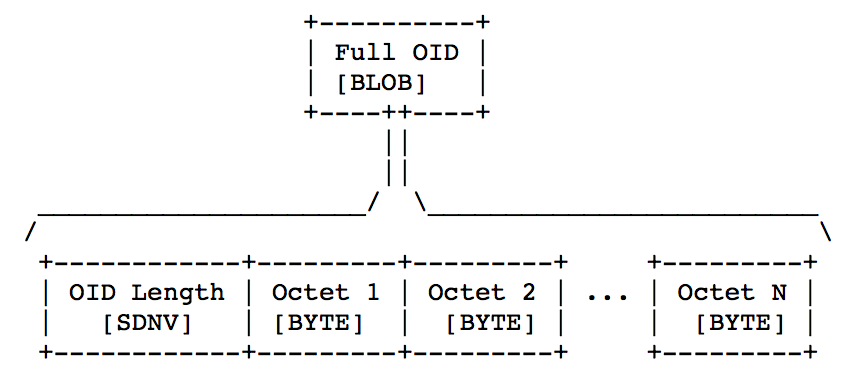 Full OID
[BLOB]
OID Length | Octet 1 | Octet 2 | ... | Octet N
[SDNV] | [BYTE] | [BYTE] | | [BYTE]